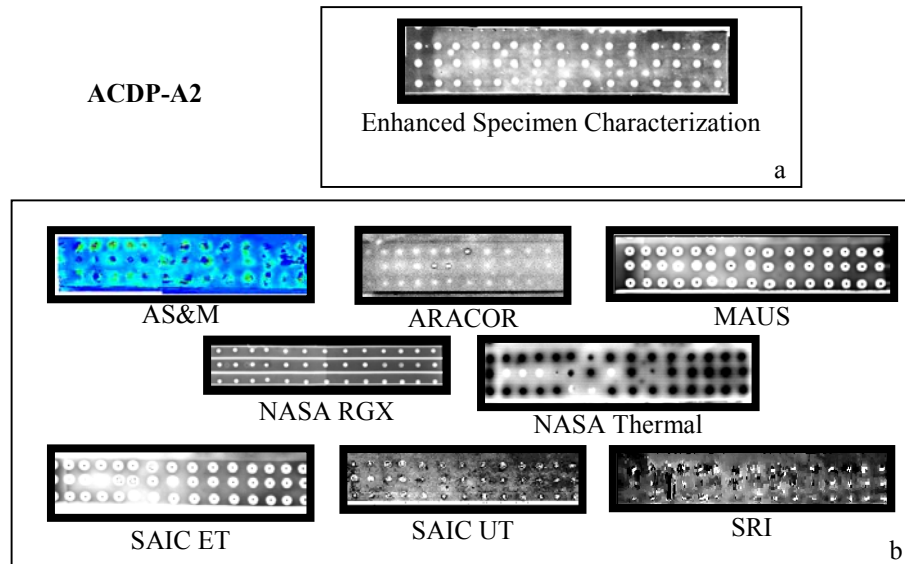 ACDP-A2
Enhanced Specimen Characterization
a
AS&M
ARACOR
MAUS
NASA RGX
NASA Thermal
SAIC ET
SAIC UT
SRI
b